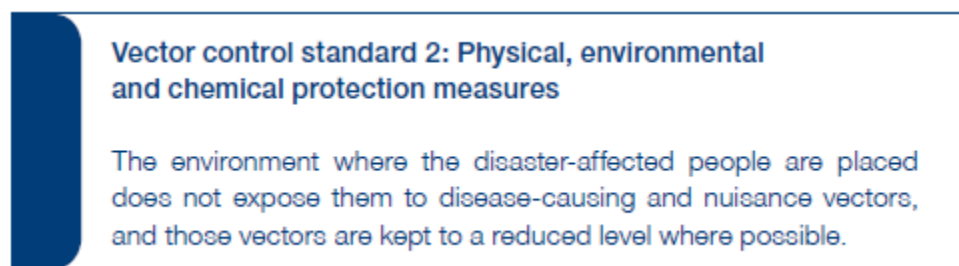 Vector control standard 2: Physical, environmental
and chemical protection measures
The environment where the disaster-affected people are placed
does not expose them to disease-causing and nuisance vectors,
and those vectors are kept to a reduced level where possible.